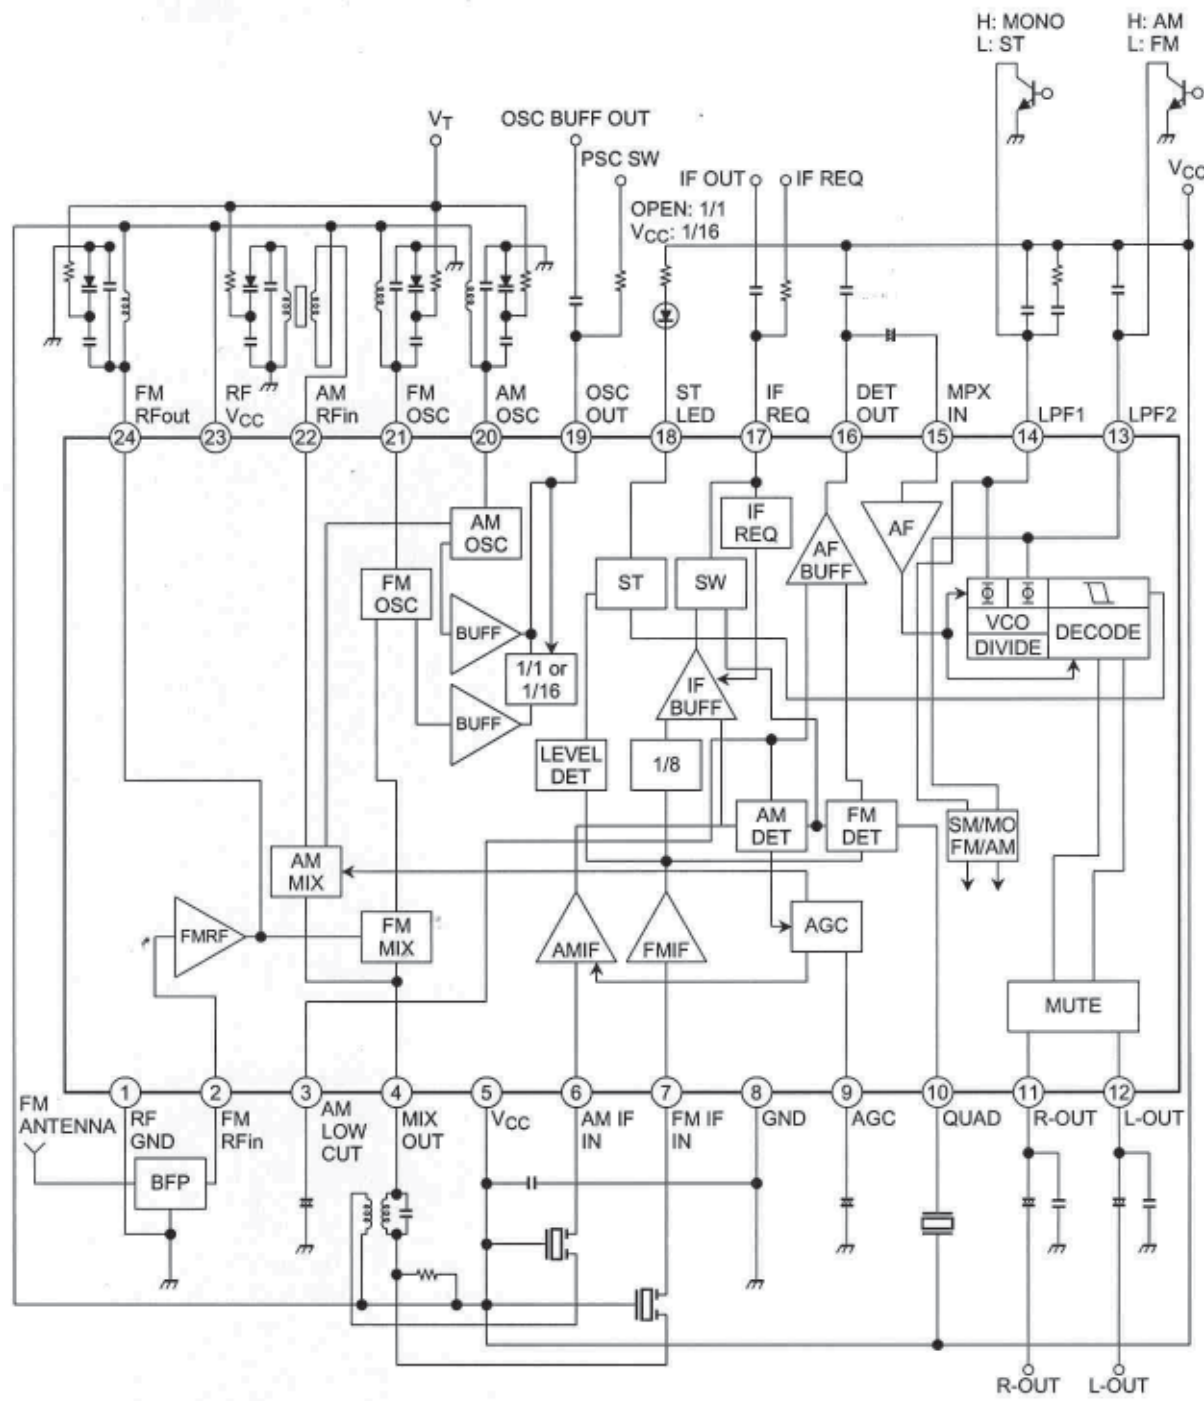 H: MONO
L: ST
H: AM
L: FM
VT
OSC BUFF OUT
PSC SW
IF OUT
IF REQ
VCC
OPEN: 1/1
VCC: 1/16
FM
RFout
RF
VCC
AM
RFin
FM
OSC
AM
OSC
OSC
OUT
ST
LED
IF
REQ
DET
OUT
MPX
IN
LPF1
LPF2
24
23
22
21
20
19
18
17
16
15
14
13
AM
OSC
IF
REQ
AF
FM
OSC
ST
SW
AF
BUFF
BUFF
VCO
DIVIDE
DECODE
1/1 or
1/16
BUFF
IF
BUFF
LEVEL
DET
1/8
AM
DET
FM
DET
SM/MO
FM/AM
AM
MIX
FMRF
FM
MIX
AMIF
FMIF
AGC
MUTE
1
2
3
4
5
6
7
8
9
10
11
12
FM
ANTENNA
RF
GND
FM
RFin
AM
LOW
CUT
MIX
OUT
VCC
AM IF
IN
FM IF
IN
GND
AGC
QUAD
R-OUT
L-OUT
BFP
R-OUT
L-OUT